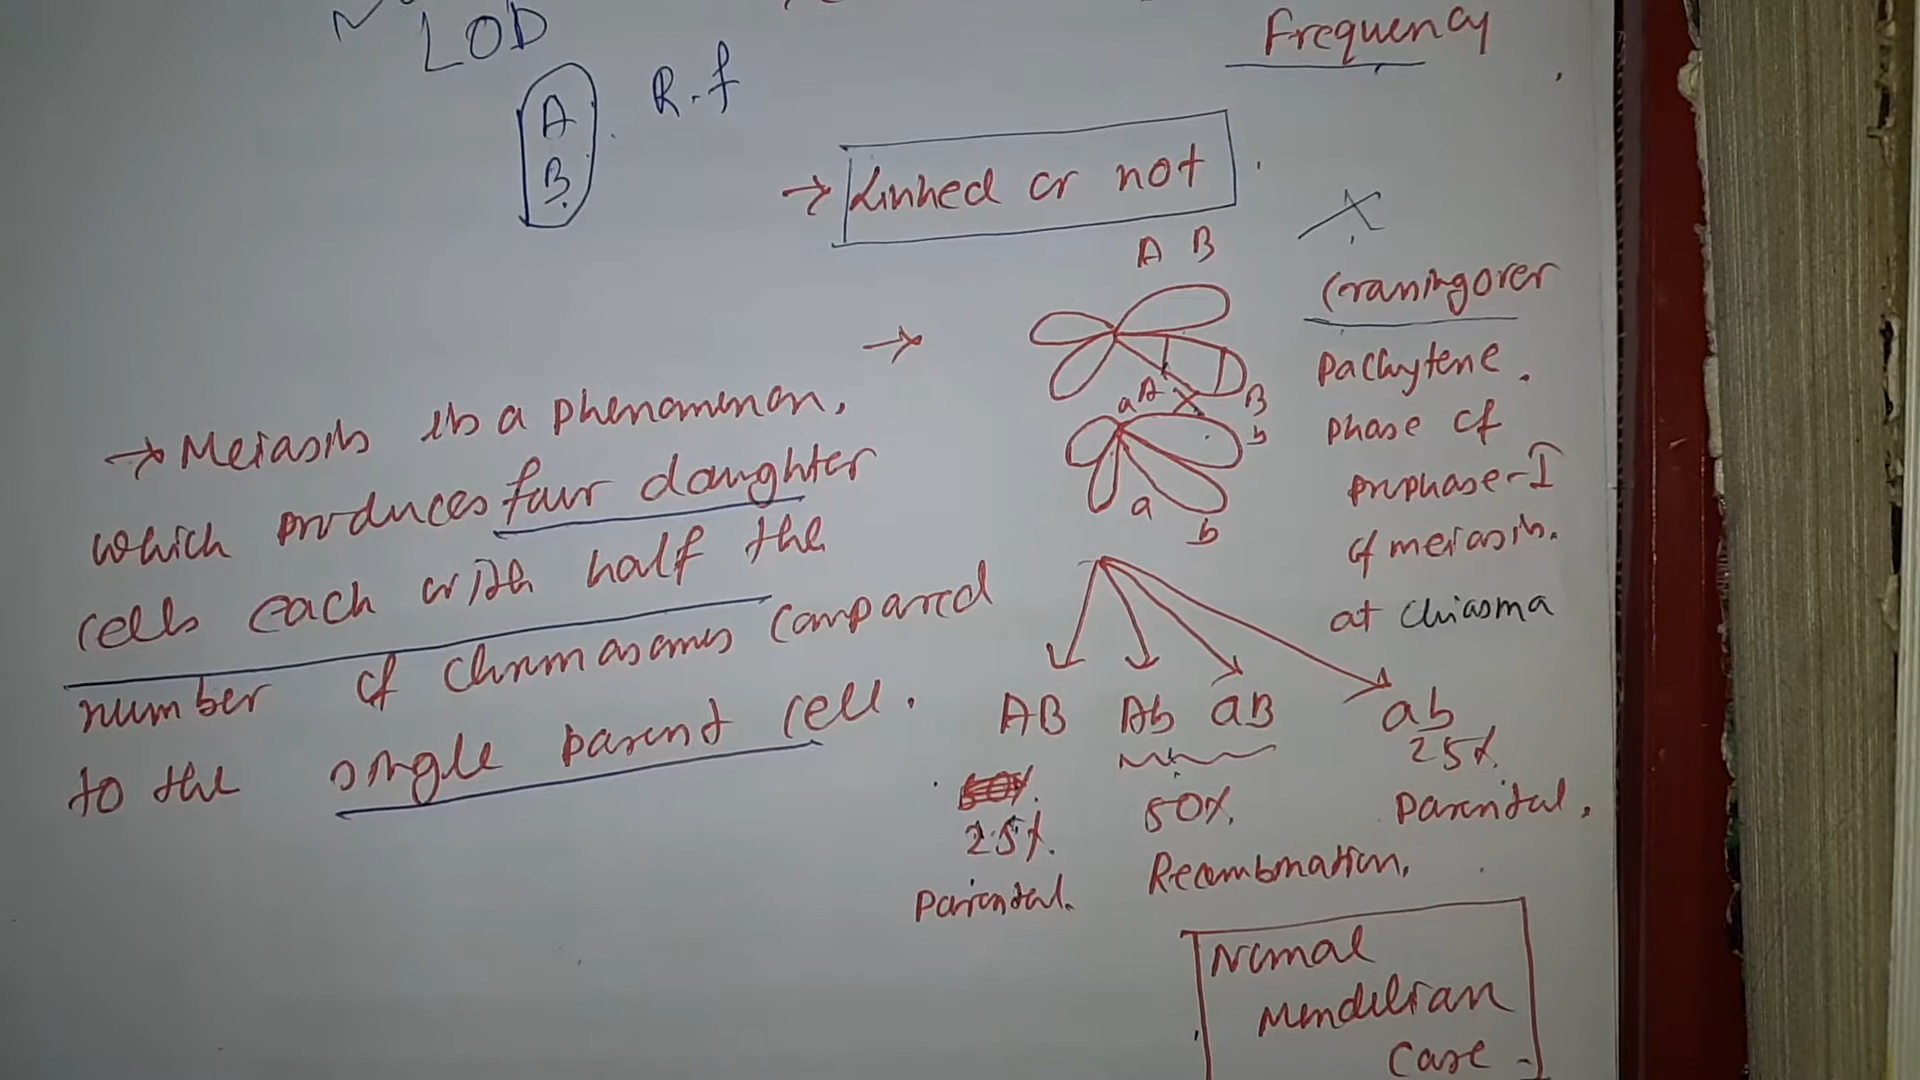 LOD
Frequency
A
B
R.f
→ Linked or not
A B
Crossingover
Pachytene
phase of
prophase-I
of meiosis.
at chiasma
→ Meiosis is a phenomenon,
which produces four daughter
cells each with half the
number of chromosomes compared
to the single parent cell.
A
B
a
b
a
b
AB Ab aB ab
25%
50%
25%
Parental.
Recombination.
Parental.
Normal
Mendelian
Case